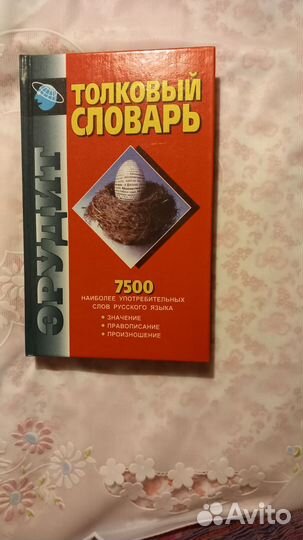 ТОЛКОВЫЙ
СЛОВАРЬ
ЭРУДИТ
7500
НАИБОЛЕЕ УПОТРЕБИТЕЛЬНЫХ
СЛОВ РУССКОГО ЯЗЫКА
• ЗНАЧЕНИЕ
• ПРАВОПИСАНИЕ
• ПРОИЗНОШЕНИЕ
Avito